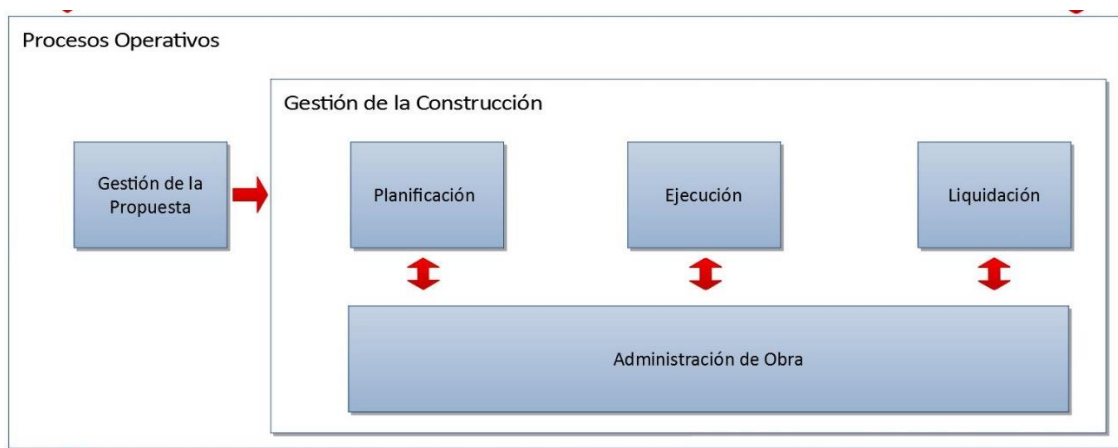 Procesos Operativos
Gestión de la Construcción
Gestión de la
Propuesta
Planificación
Ejecución
Liquidación
Administración de Obra